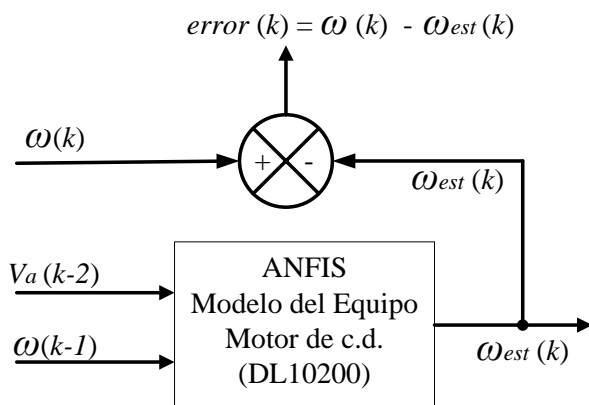 error (k) = ω (k) - ωest (k)
ω(k)
+ -
ωest (k)
Va (k-2)
ω(k-1)
ANFIS
Modelo del Equipo
Motor de c.d.
(DL10200)
ωest (k)